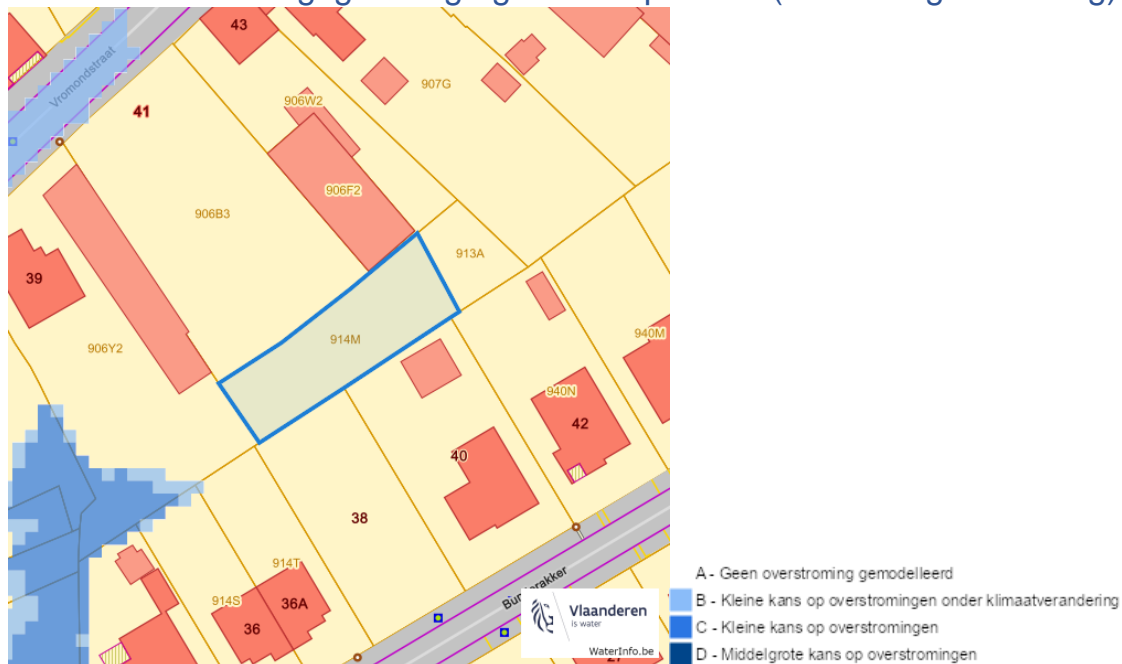 43
Vromondstraat
41
906W2
907G
906F2
906B3
913A
39
914M
940M
906Y2
940N
42
40
38
914T
914S
36A
36
Vlaanderen
is water
WaterInfo.be
A - Geen overstroming gemodelleerd
B - Kleine kans op overstromingen onder klimaatverandering
C - Kleine kans op overstromingen
D - Middelgrote kans op overstromingen